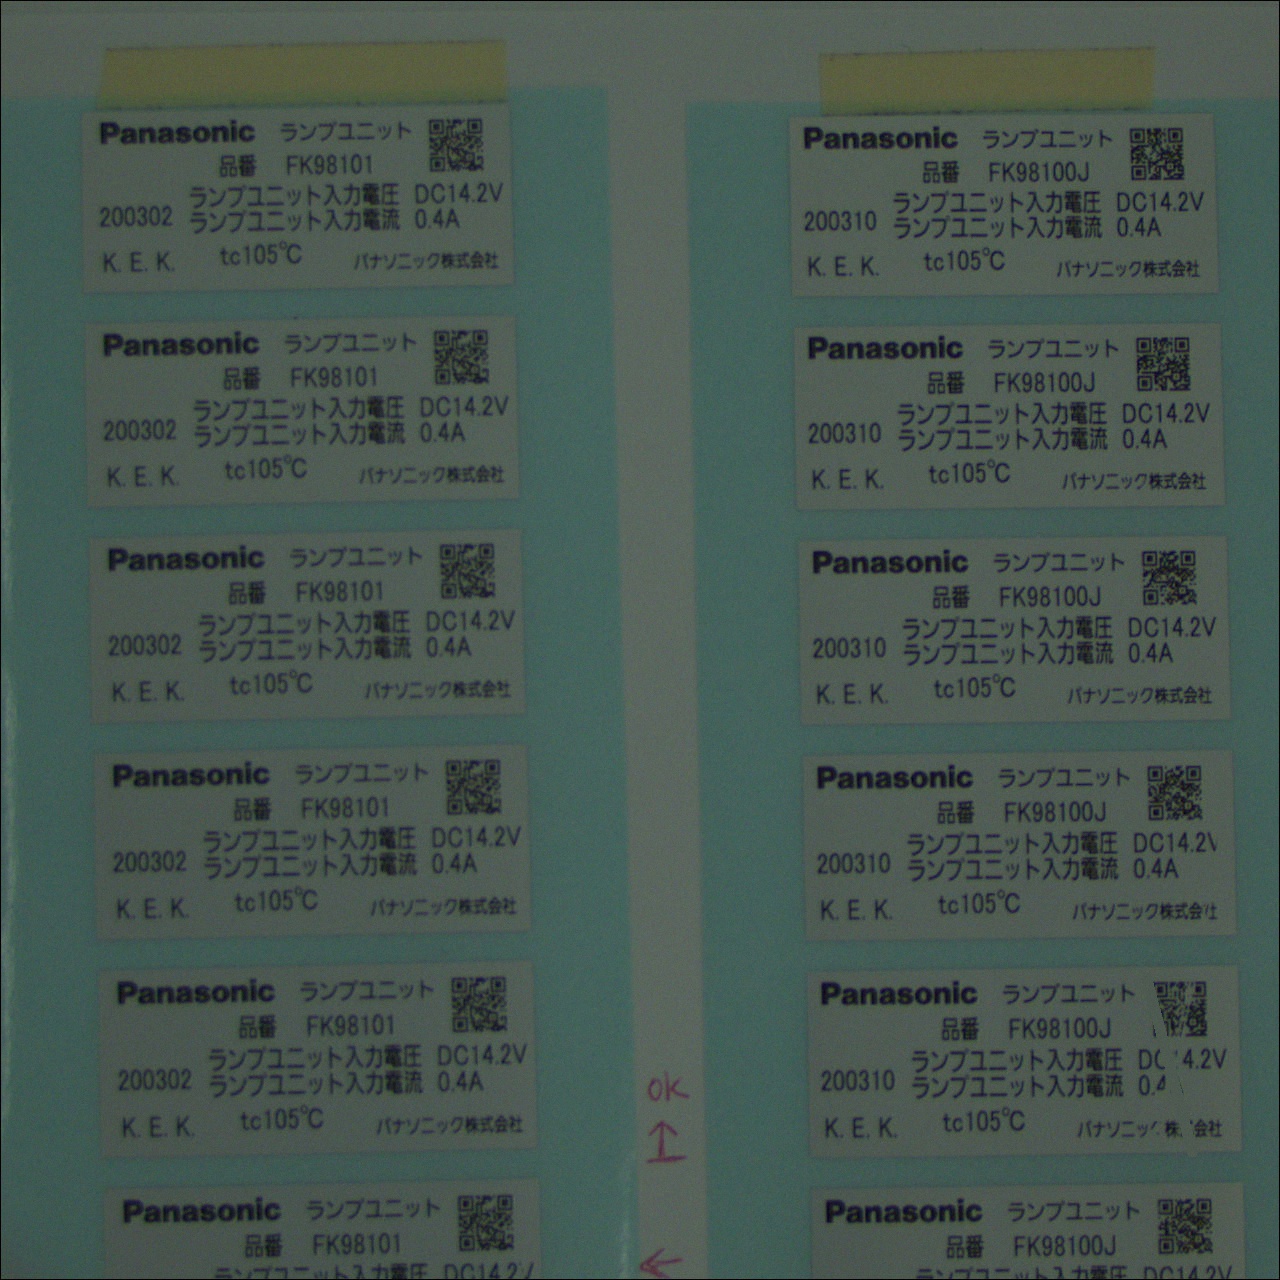 Panasonic ランプユニット
品番 FK98101
ランプユニット入力電圧 DC14.2V
200302 ランプユニット入力電流 0.4A
K. E. K. tc105℃ パナソニック株式会社
Panasonic ランプユニット
品番 FK98101
ランプユニット入力電圧 DC14.2V
200302 ランプユニット入力電流 0.4A
K. E. K. tc105℃ パナソニック株式会社
Panasonic ランプユニット
品番 FK98101
ランプユニット入力電圧 DC14.2V
200302 ランプユニット入力電流 0.4A
K. E. K. tc105℃ パナソニック株式会社
Panasonic ランプユニット
品番 FK98101
ランプユニット入力電圧 DC14.2V
200302 ランプユニット入力電流 0.4A
K. E. K. tc105℃ パナソニック株式会社
Panasonic ランプユニット
品番 FK98101
ランプユニット入力電圧 DC14.2V
200302 ランプユニット入力電流 0.4A
K. E. K. tc105℃ パナソニック株式会社
Panasonic ランプユニット
品番 FK98101
ランプユニット入力電圧 DC14.2V
OK
Panasonic ランプユニット
品番 FK98100J
ランプユニット入力電圧 DC14.2V
200310 ランプユニット入力電流 0.4A
K. E. K. tc105℃ パナソニック株式会社
Panasonic ランプユニット
品番 FK98100J
ランプユニット入力電圧 DC14.2V
200310 ランプユニット入力電流 0.4A
K. E. K. tc105℃ パナソニック株式会社
Panasonic ランプユニット
品番 FK98100J
ランプユニット入力電圧 DC14.2V
200310 ランプユニット入力電流 0.4A
K. E. K. tc105℃ パナソニック株式会社
Panasonic ランプユニット
品番 FK98100J
ランプユニット入力電圧 DC14.2V
200310 ランプユニット入力電流 0.4A
K. E. K. tc105℃ パナソニック株式会社
Panasonic ランプユニット
品番 FK98100J
ランプユニット入力電圧
200310 ランプユニット入力電流
K. E. K. tc105℃
Panasonic ランプユニット
品番 FK98100J
ランプユニット入力電圧 DC14.2V